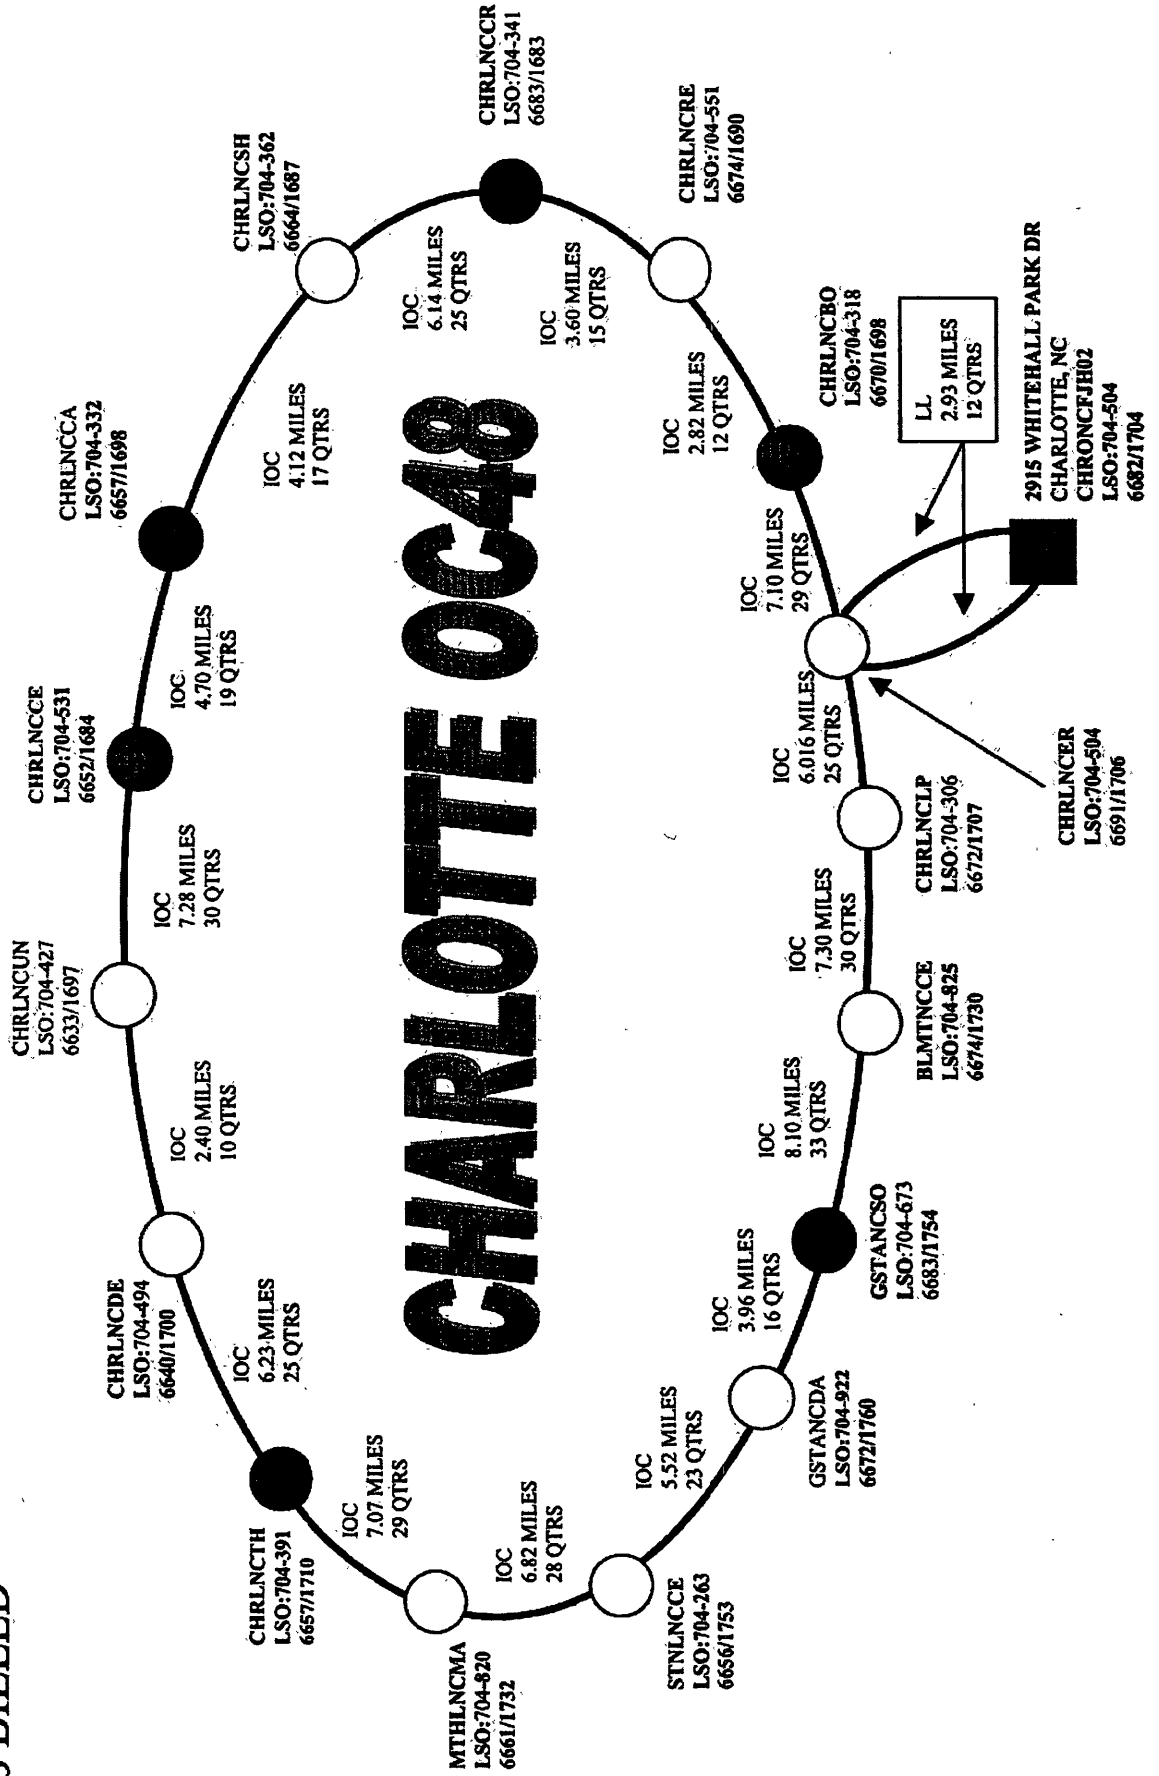 CHRLNCUN
LSO:704-427
6633/1697
CHRLNCCE
LSO:704-531
6652/1684
CHRLNCCA
LSO:704-332
6657/1698
CHRLNCSH
LSO:704-362
6664/1687
CHRLNCCR
LSO:704-341
6683/1683
CHRLNCRE
LSO:704-551
6674/1690
CHRLNCBO
LSO:704-318
6670/1698
CHRLNCER
LSO:704-504
6691/1706
CHRLNCLP
LSO:704-306
6672/1707
BLMTNCCE
LSO:704-825
6674/1730
GSTANCSO
LSO:704-673
6683/1754
GSTANCDA
LSO:704-922
6672/1760
STNLNCCE
LSO:704-263
6656/1753
MTHLNCMA
LSO:704-820
6661/1732
CHRLNCTH
LSO:704-391
6657/1710
CHRLNCDE
LSO:704-494
6640/1700
IOC
2.40 MILES
10 QTRS
IOC
7.28 MILES
30 QTRS
IOC
4.70 MILES
19 QTRS
IOC
4.12 MILES
17 QTRS
IOC
6.14 MILES
25 QTRS
IOC
3.60 MILES
15 QTRS
IOC
2.82 MILES
12 QTRS
IOC
7.10 MILES
29 QTRS
IOC
6.016 MILES
25 QTRS
IOC
7.30 MILES
30 QTRS
IOC
8.10 MILES
33 QTRS
IOC
3.96 MILES
16 QTRS
IOC
5.52 MILES
23 QTRS
IOC
6.82 MILES
28 QTRS
IOC
7.07 MILES
29 QTRS
IOC
6.23 MILES
25 QTRS
CHARLOTTE OC48
LL
2.93 MILES
12 QTRS
2915 WHITEHALL PARK DR
CHARLOTTE, NC
CHRONCFJH02
LSO:704-504
6682/1704